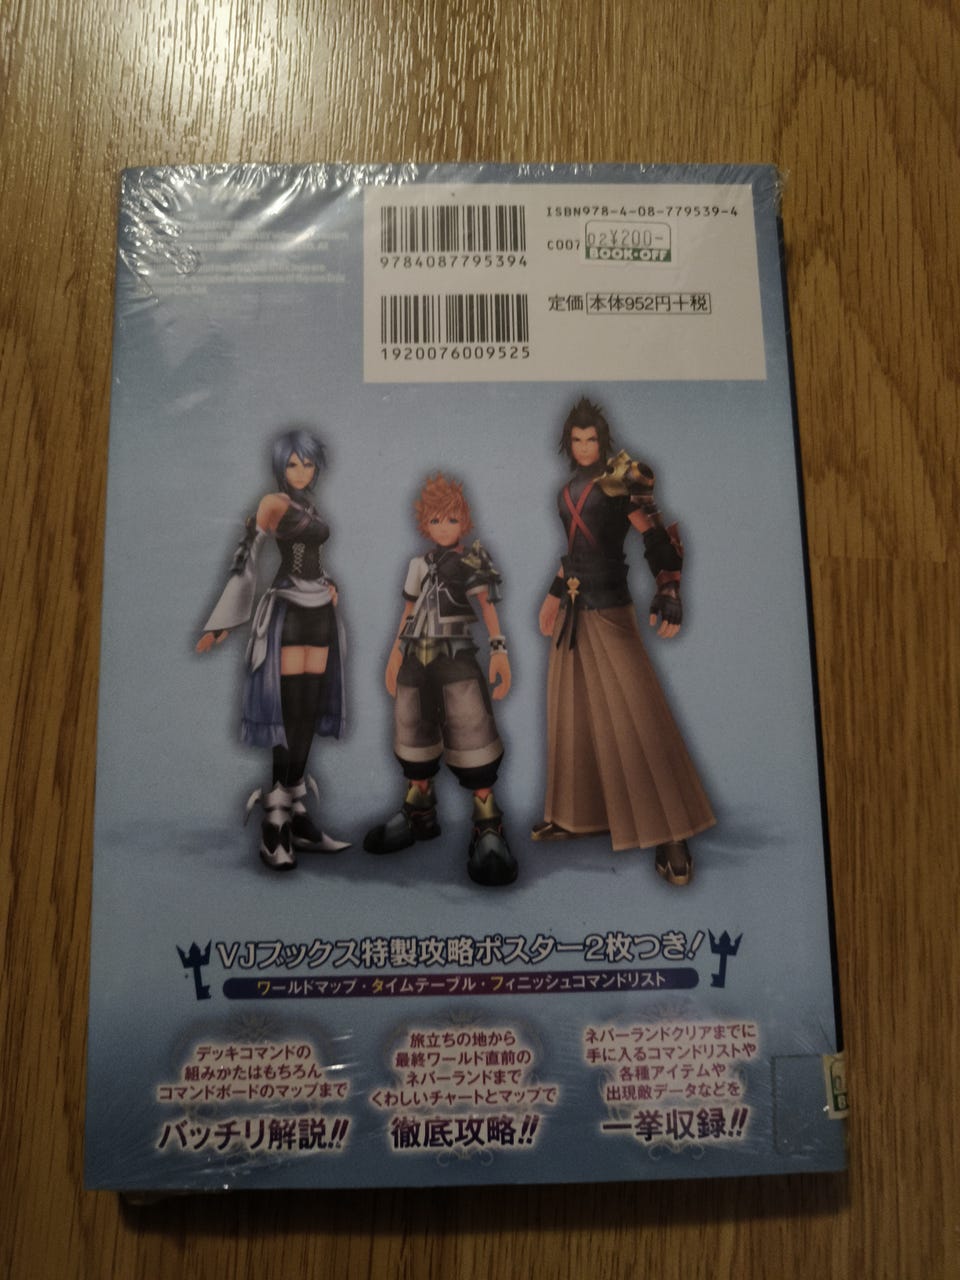 ISBN978-4-08-779539-4
9784087795394
C007
02¥200-
BOOK-OFF
定価 本体952円+税
1920076009525
VJブックス特製攻略ポスター2枚つき!
ワールドマップ・タイムテーブル・フィニッシュコマンドリスト
デッキコマンドの
組みかたはもちろん
コマンドボードのマップまで
バッチリ解説!!
旅立ちの地から
最終ワールド直前の
ネバーランドまで
くわしいチャートとマップで
徹底攻略!!
ネバーランドクリアまでに
手に入るコマンドリストや
各種アイテムや
出現敵データなどを
一挙収録!!